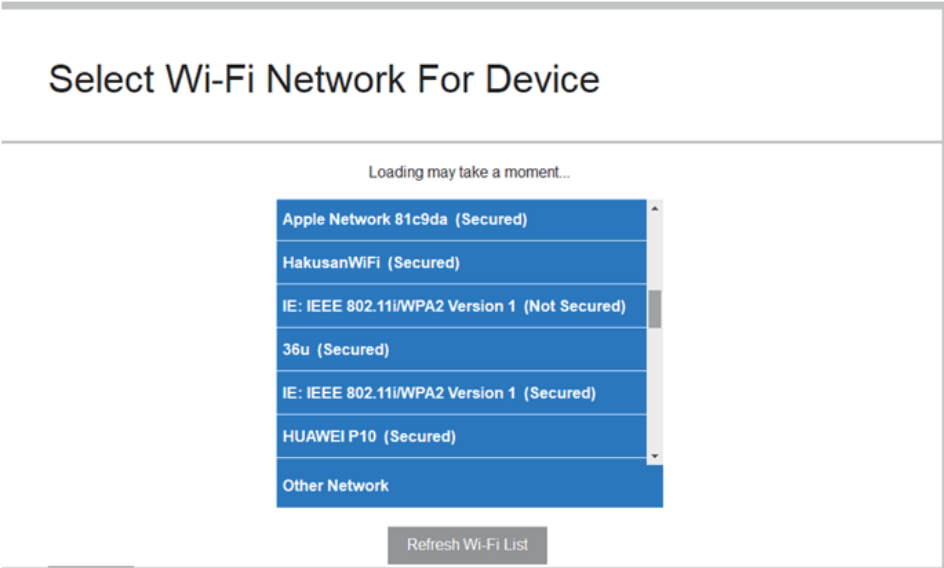 Select Wi-Fi Network For Device
Loading may take a moment...
Apple Network 81c9da (Secured)
HakusanWiFi (Secured)
IE: IEEE 802.11i/WPA2 Version 1 (Not Secured)
36u (Secured)
IE: IEEE 802.11i/WPA2 Version 1 (Secured)
HUAWEI P10 (Secured)
Other Network
Refresh Wi-Fi List